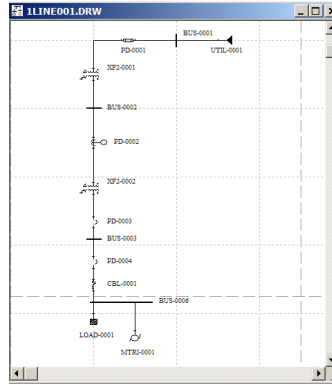 1LINE001.DRW
BUS-0001
PD-0001
UTIL-0001
XF2-0001
BUS-0002
PD-0002
XF2-0002
PD-0003
BUS-0003
PD-0004
CBL-0001
BUS-0006
LOAD-0001
MTRI-0001